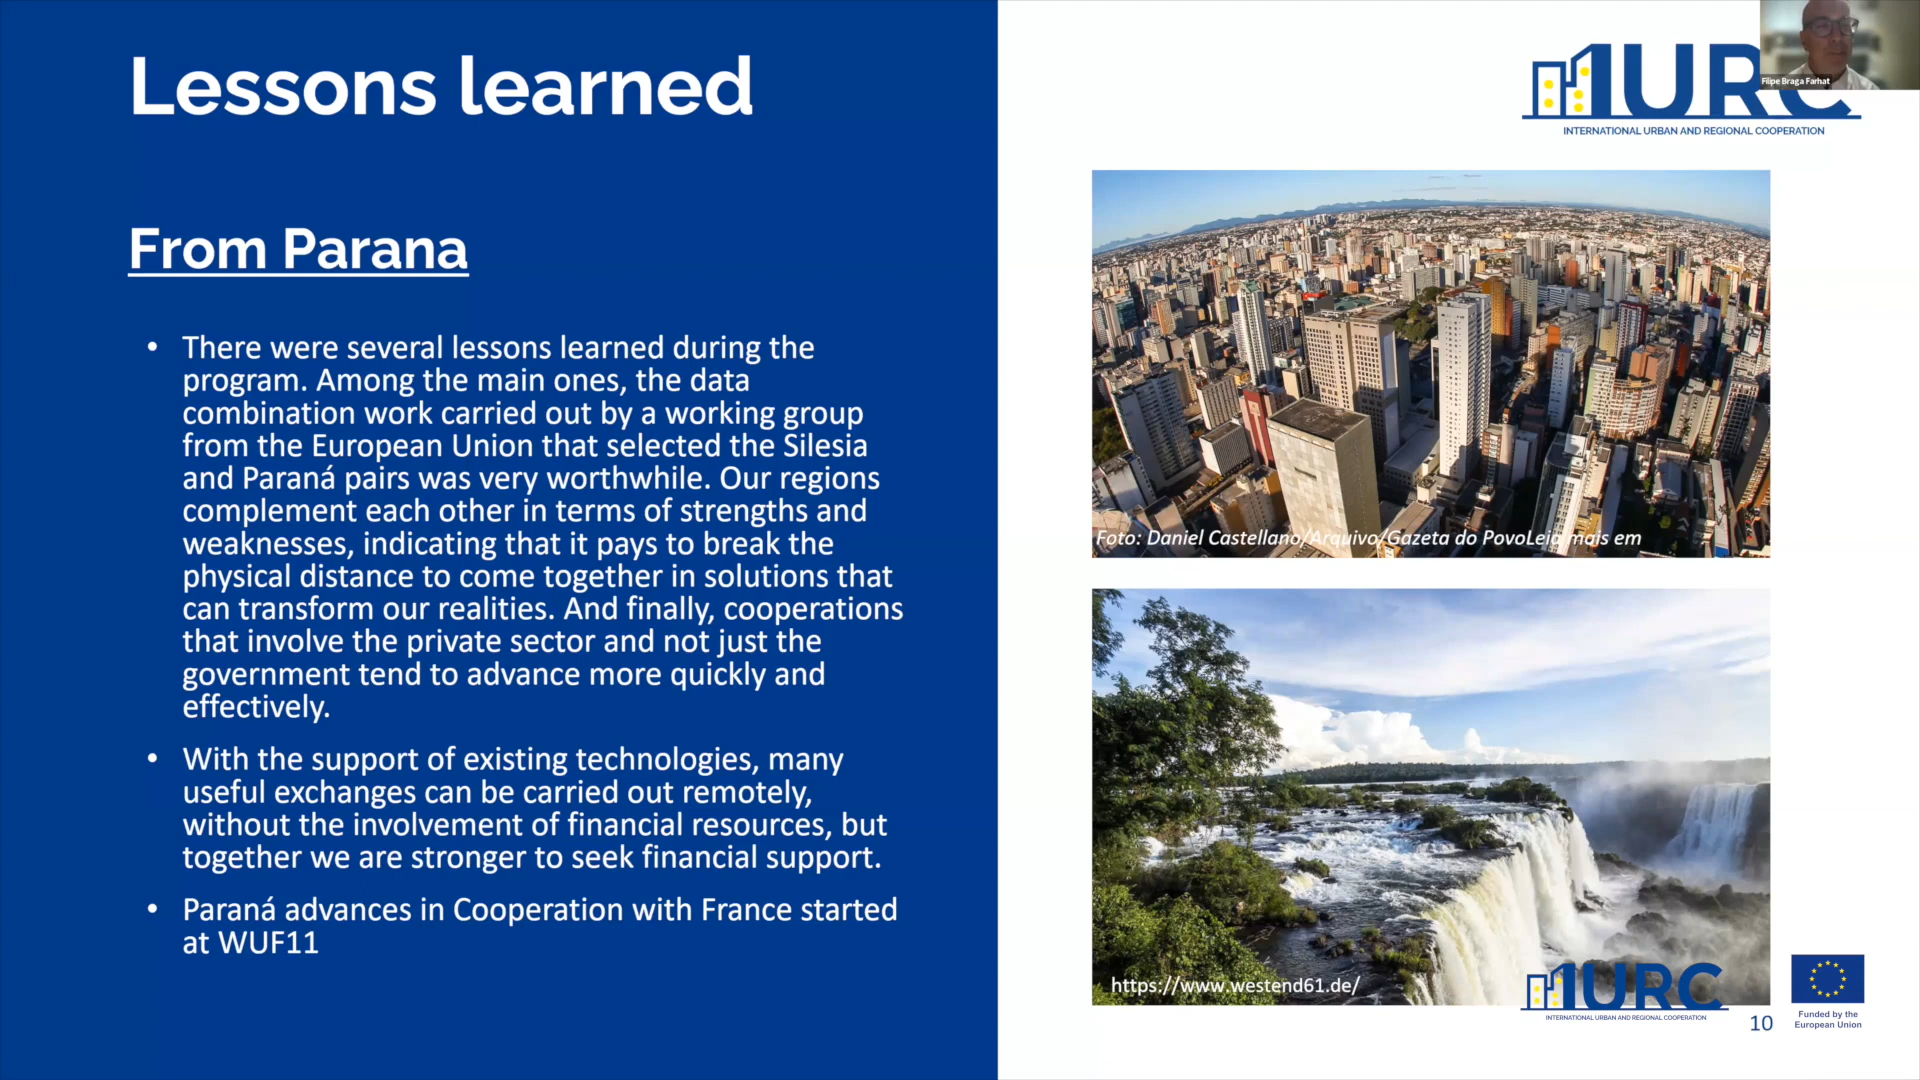 Lessons learned
From Parana
• There were several lessons learned during the
program. Among the main ones, the data
combination work carried out by a working group
from the European Union that selected the Silesia
and Paraná pairs was very worthwhile. Our regions
complement each other in terms of strengths and
weaknesses, indicating that it pays to break the
physical distance to come together in solutions that
can transform our realities. And finally, cooperations
that involve the private sector and not just the
government tend to advance more quickly and
effectively.
• With the support of existing technologies, many
useful exchanges can be carried out remotely,
without the involvement of financial resources, but
together we are stronger to seek financial support.
• Paraná advances in Cooperation with France started
at WUF11
IURC
INTERNATIONAL URBAN AND REGIONAL COOPERATION
Filipe Braga Farhat
Foto: Daniel Castellano/Arquivo/Gazeta do PovoLeia mais em
https://www.westend61.de/
IURC
INTERNATIONAL URBAN AND REGIONAL COOPERATION
10
Funded by the
European Union